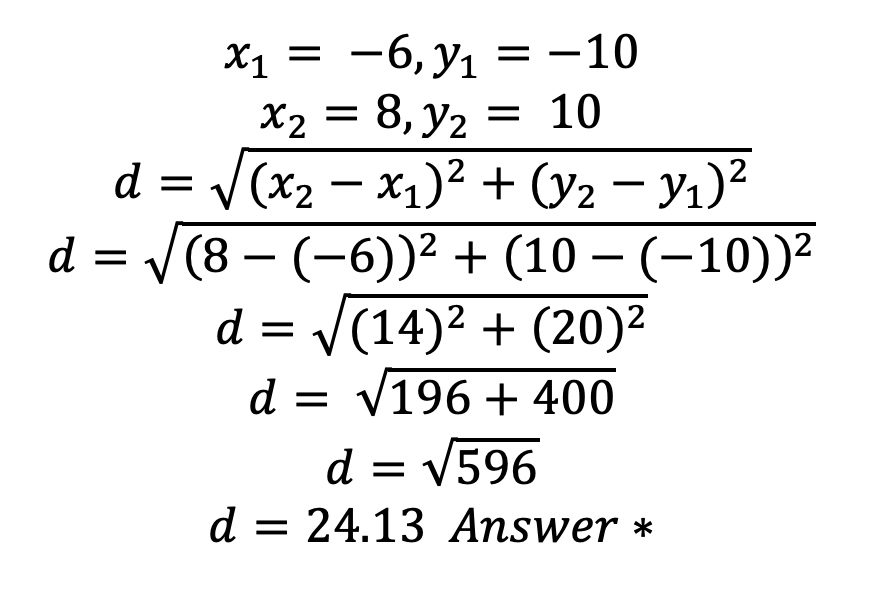 x₁ = −6, y₁ = −10
x₂ = 8, y₂ = 10
d = √((x₂ − x₁)² + (y₂ − y₁)²)
d = √((8 − (−6))² + (10 − (−10))²)
d = √((14)² + (20)²)
d = √(196 + 400)
d = √596
d = 24.13 Answer *